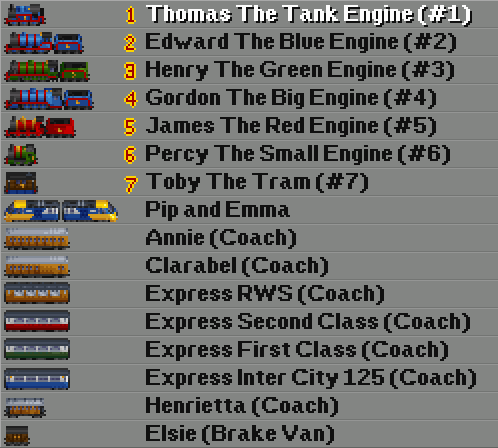 1 Thomas The Tank Engine (#1)
2 Edward The Blue Engine (#2)
3 Henry The Green Engine (#3)
4 Gordon The Big Engine (#4)
5 James The Red Engine (#5)
6 Percy The Small Engine (#6)
7 Toby The Tram (#7)
Pip and Emma
Annie (Coach)
Clarabel (Coach)
Express RWS (Coach)
Express Second Class (Coach)
Express First Class (Coach)
Express Inter City 125 (Coach)
Henrietta (Coach)
Elsie (Brake Van)